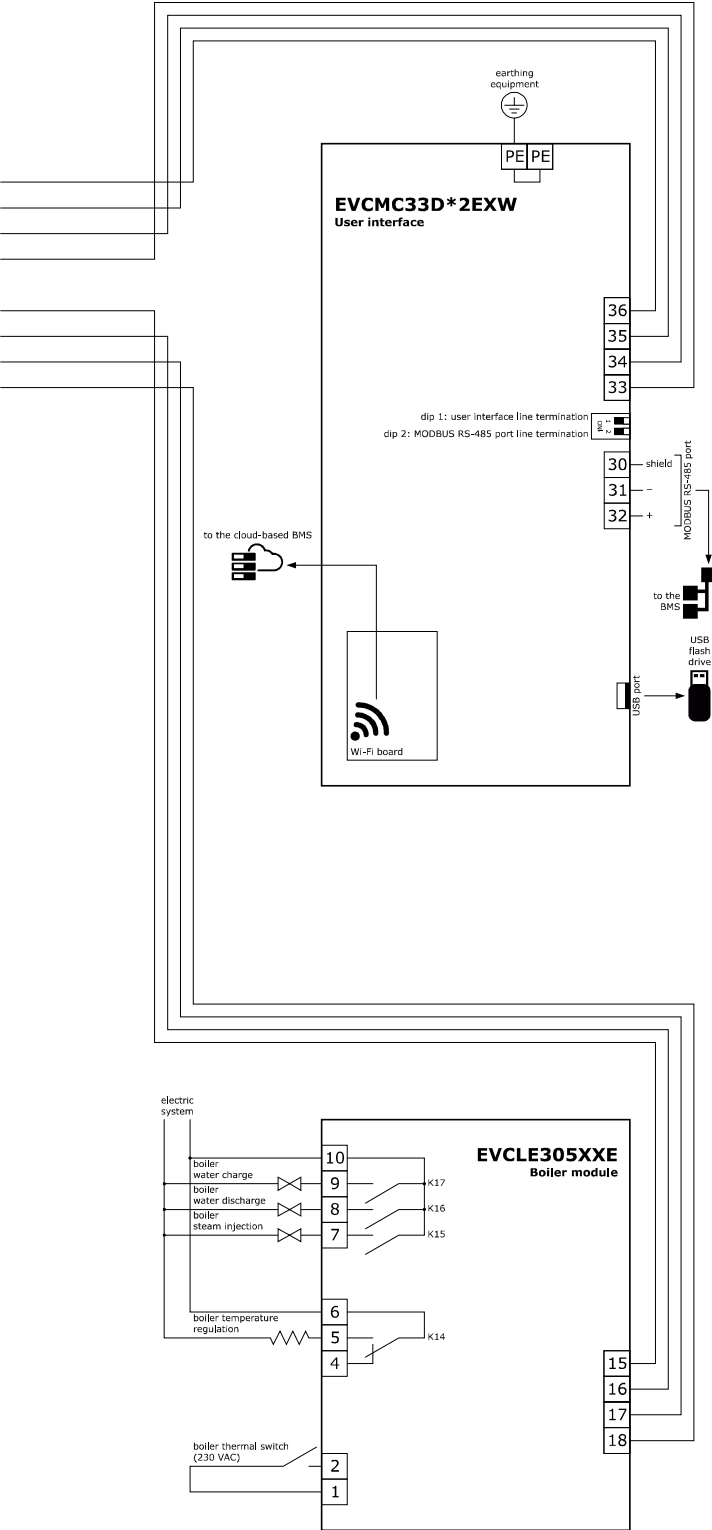 earthing
equipment
PE PE
EVCMC33D*2EXW
User interface
36
35
34
33
dip 1: user interface line termination
dip 2: MODBUS RS-485 port line termination
1
2
ON
30
shield
31
–
32
+
MODBUS RS-485 port
to the cloud-based BMS
to the
BMS
USB
flash
drive
USB port
Wi-Fi board
electric
system
EVCLE305XXE
Boiler module
10
boiler
water charge
9
K17
boiler
water discharge
8
K16
boiler
steam injection
7
K15
6
boiler temperature
regulation
5
K14
4
15
16
17
18
boiler thermal switch
(230 VAC)
2
1